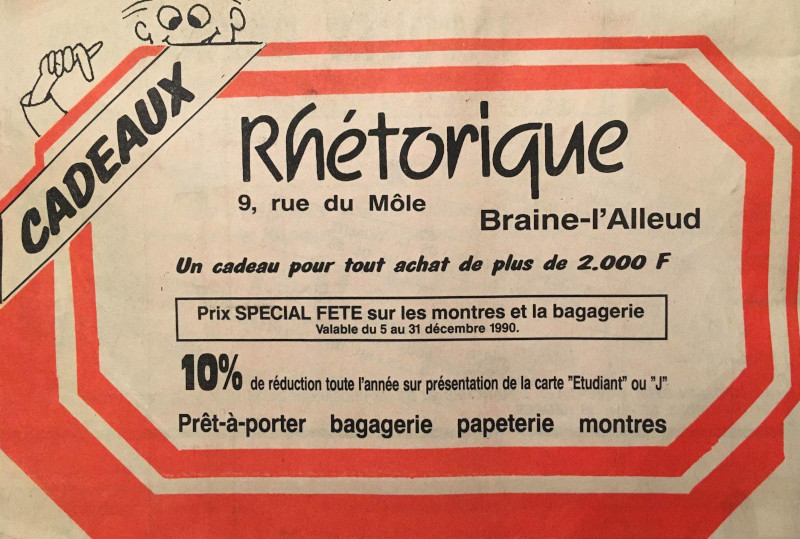 CADEAUX
Rhétorique
9, rue du Môle
Braine-l'Alleud
Un cadeau pour tout achat de plus de 2.000 F
Prix SPECIAL FETE sur les montres et la bagagerie
Valable du 5 au 31 décembre 1990.
10% de réduction toute l'année sur présentation de la carte "Etudiant" ou "J"
Prêt-à-porter bagagerie papeterie montres